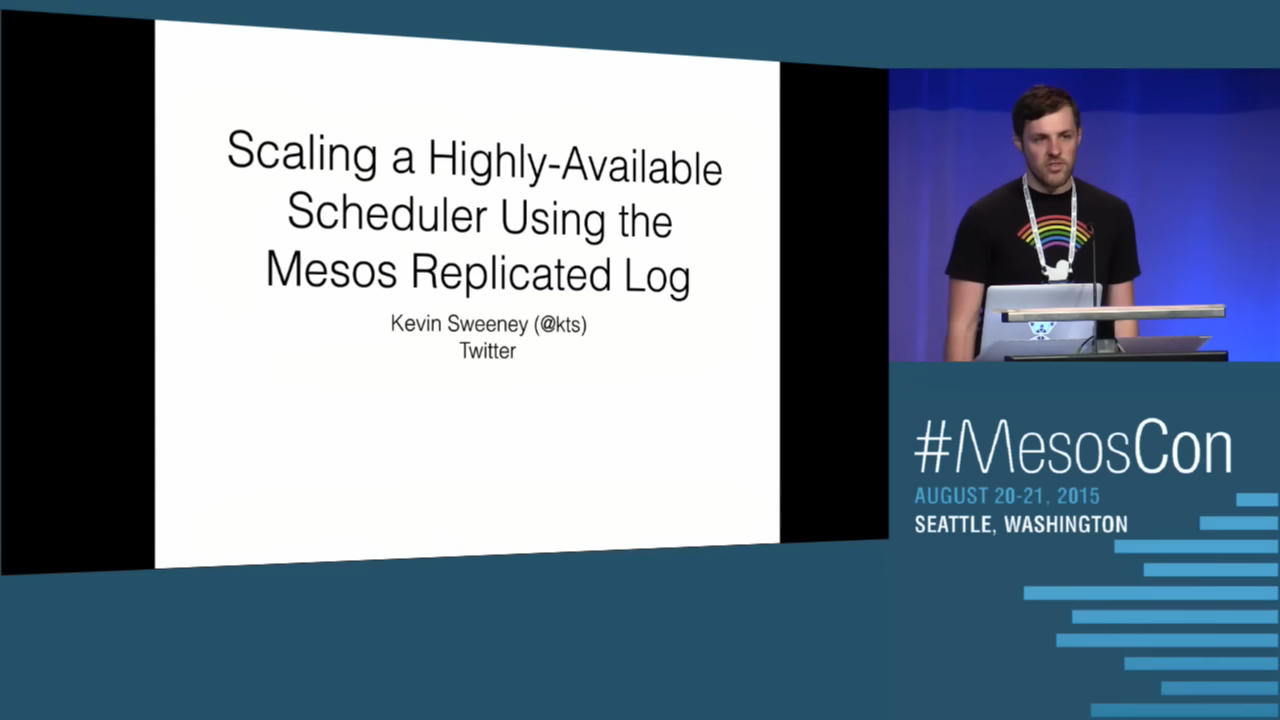 Scaling a Highly-Available
Scheduler Using the
Mesos Replicated Log
Kevin Sweeney (@kts)
Twitter
#MesosCon
AUGUST 20-21, 2015
SEATTLE, WASHINGTON